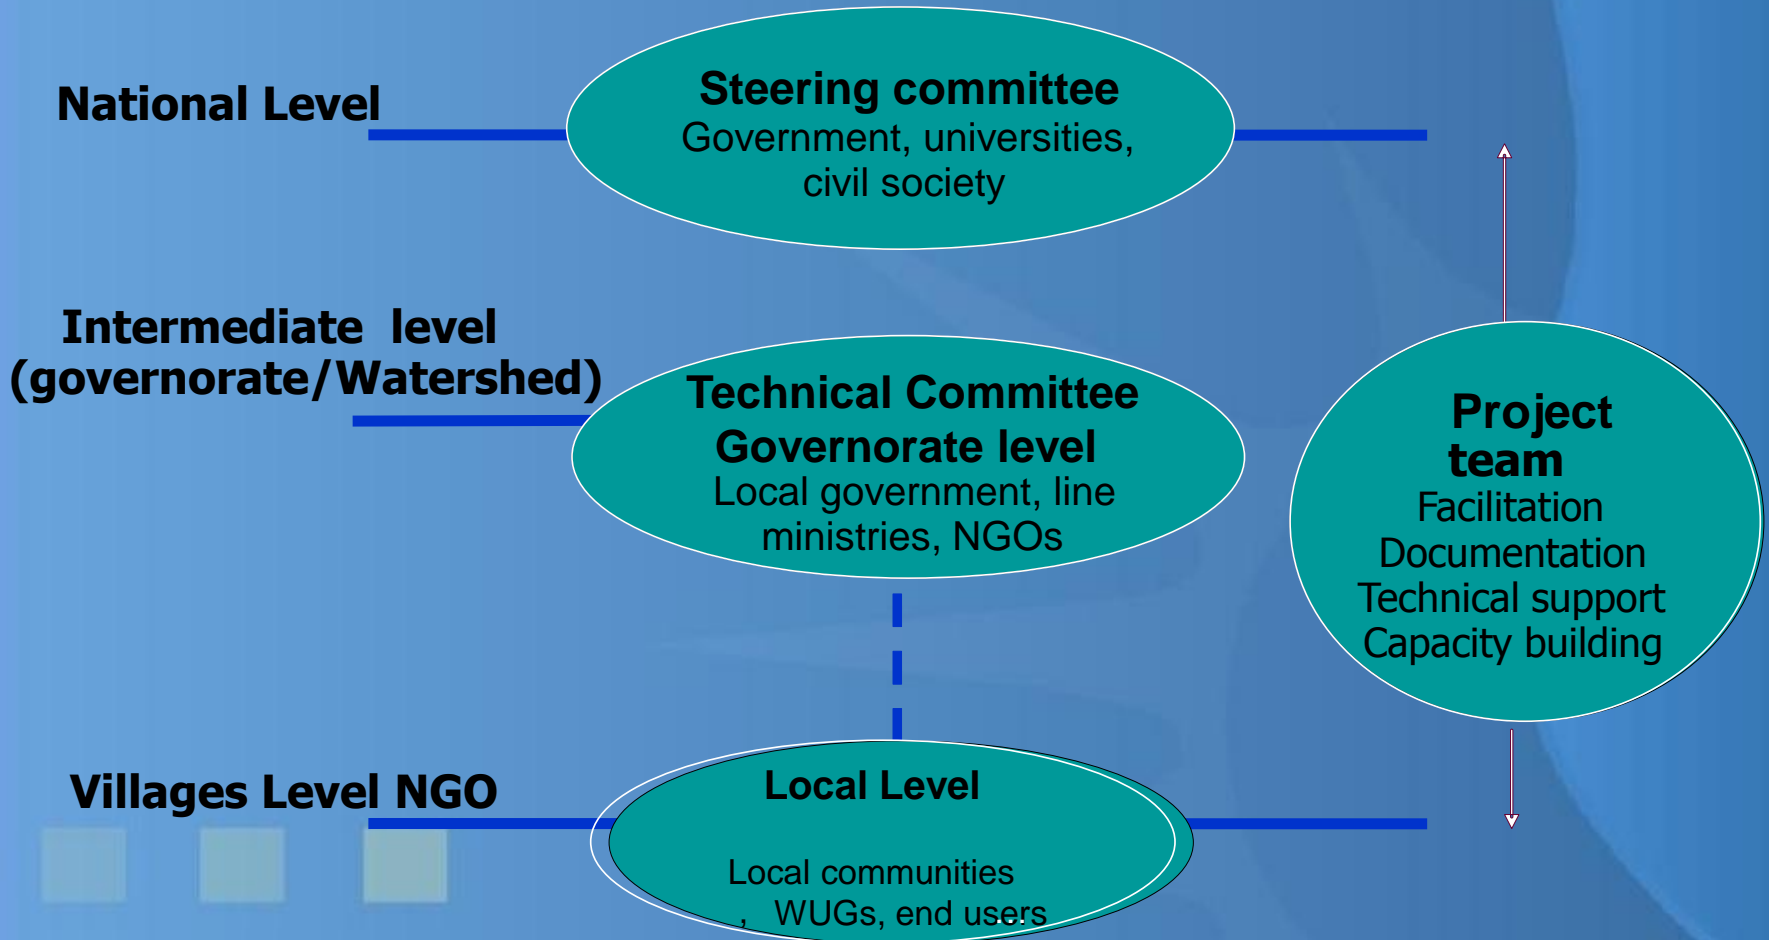 National Level
Steering committee
Government, universities,
civil society
Intermediate level
(governorate/Watershed)
Technical Committee
Governorate level
Local government, line
ministries, NGOs
Project
team
Facilitation
Documentation
Technical support
Capacity building
Villages Level NGO
Local Level
Local communities
, WUGs, end users
...